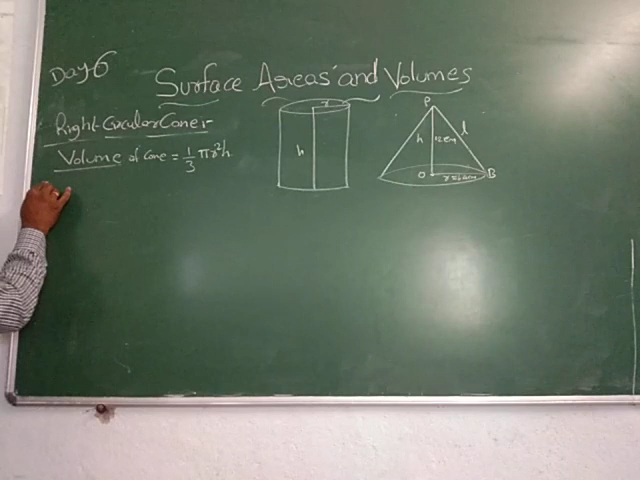 Day-6
Surface Areas and Volumes
Right-Circular Cone:-
Volume of Cone = 1/3 πr²h
r
h
P
h
l
O
B